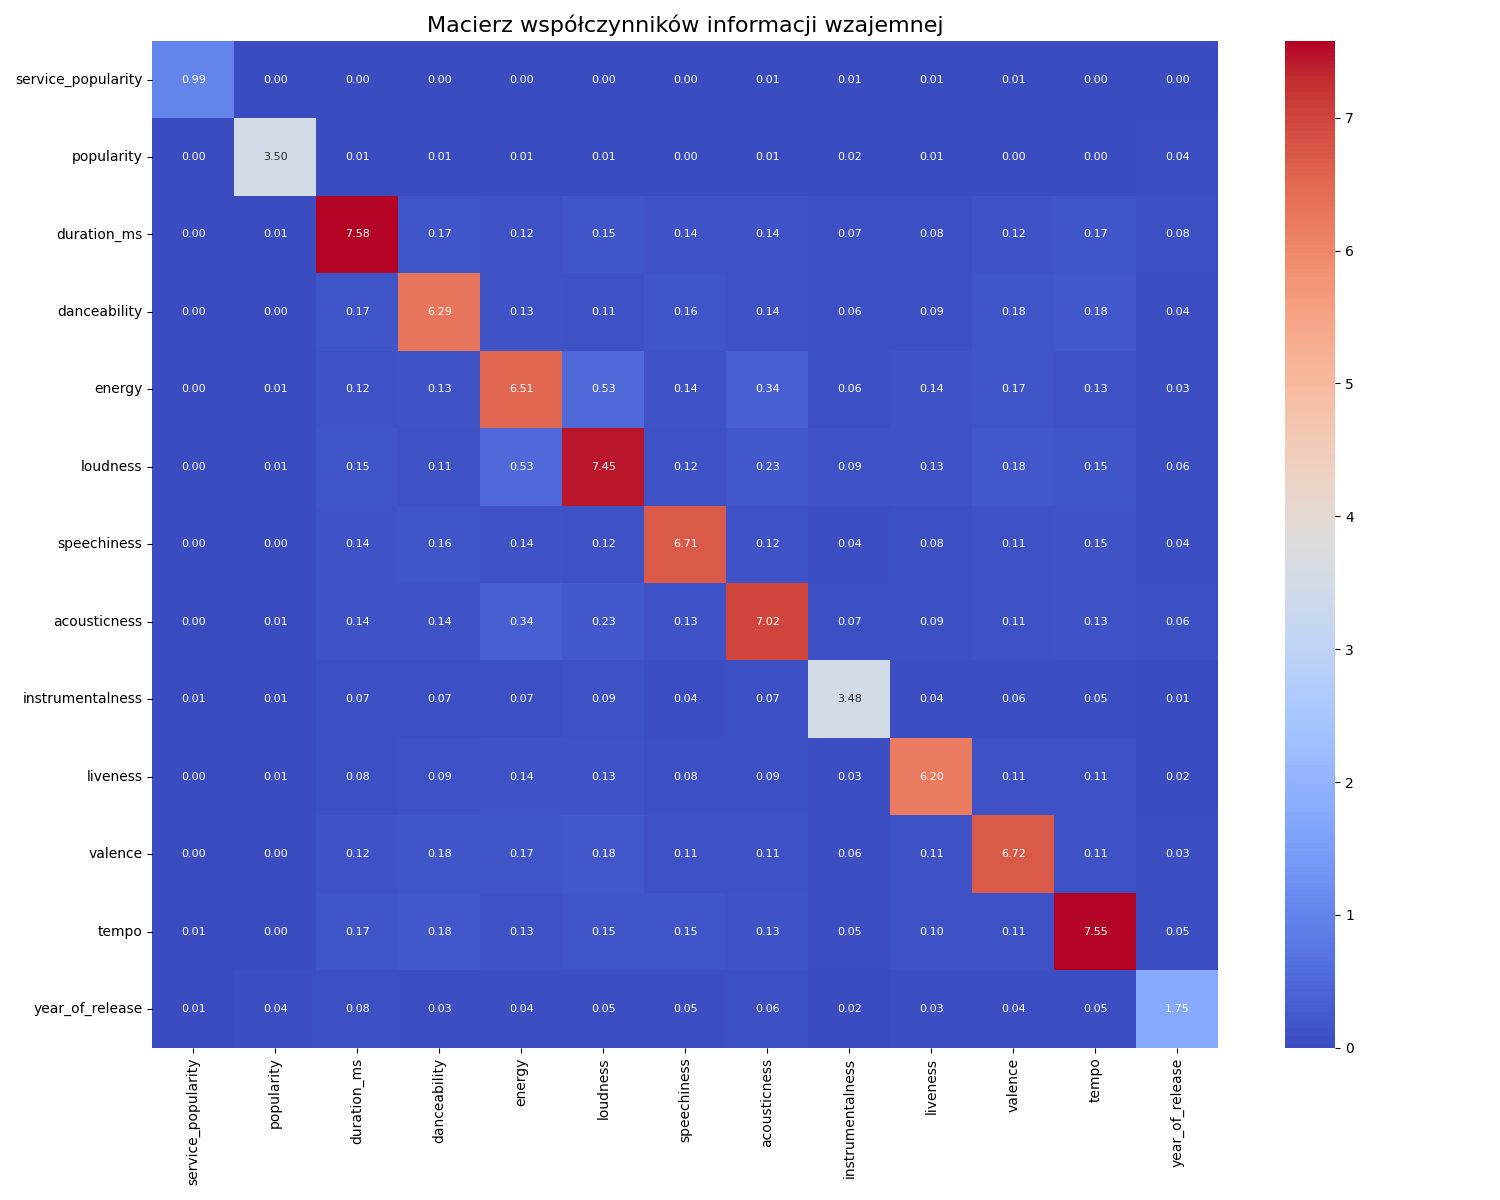 Macierz współczynników informacji wzajemnej
service_popularity 0.99 0.00 0.00 0.00 0.00 0.00 0.00 0.01 0.01 0.01 0.01 0.00 0.00
popularity 0.00 3.50 0.01 0.01 0.01 0.01 0.00 0.01 0.02 0.01 0.00 0.00 0.04
duration_ms 0.00 0.01 7.58 0.17 0.12 0.15 0.14 0.14 0.07 0.08 0.12 0.17 0.08
danceability 0.00 0.00 0.17 6.29 0.13 0.11 0.16 0.14 0.06 0.09 0.18 0.18 0.04
energy 0.00 0.01 0.12 0.13 6.51 0.53 0.14 0.34 0.06 0.14 0.17 0.13 0.03
loudness 0.00 0.01 0.15 0.11 0.53 7.45 0.12 0.23 0.09 0.13 0.18 0.15 0.06
speechiness 0.00 0.00 0.14 0.16 0.14 0.12 6.71 0.12 0.04 0.08 0.11 0.15 0.04
acousticness 0.00 0.01 0.14 0.14 0.34 0.23 0.13 7.02 0.07 0.09 0.11 0.13 0.06
instrumentalness 0.01 0.01 0.07 0.07 0.07 0.09 0.04 0.07 3.48 0.04 0.06 0.05 0.01
liveness 0.00 0.01 0.08 0.09 0.14 0.13 0.08 0.09 0.03 6.20 0.11 0.11 0.02
valence 0.00 0.00 0.12 0.18 0.17 0.18 0.11 0.11 0.06 0.11 6.72 0.11 0.03
tempo 0.01 0.00 0.17 0.18 0.13 0.15 0.15 0.13 0.05 0.10 0.11 7.55 0.05
year_of_release 0.01 0.04 0.08 0.03 0.04 0.05 0.05 0.06 0.02 0.03 0.04 0.05 1.75
service_popularity
popularity
duration_ms
danceability
energy
loudness
speechiness
acousticness
instrumentalness
liveness
valence
tempo
year_of_release
7
6
5
4
3
2
1
0